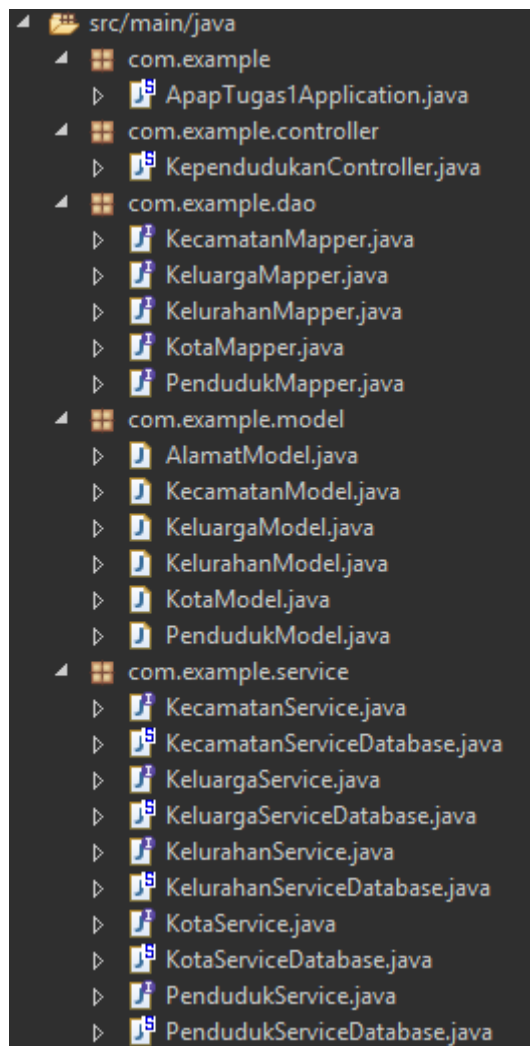 src/main/java
com.example
ApapTugas1Application.java
com.example.controller
KependudukanController.java
com.example.dao
KecamatanMapper.java
KeluargaMapper.java
KelurahanMapper.java
KotaMapper.java
PendudukMapper.java
com.example.model
AlamatModel.java
KecamatanModel.java
KeluargaModel.java
KelurahanModel.java
KotaModel.java
PendudukModel.java
com.example.service
KecamatanService.java
KecamatanServiceDatabase.java
KeluargaService.java
KeluargaServiceDatabase.java
KelurahanService.java
KelurahanServiceDatabase.java
KotaService.java
KotaServiceDatabase.java
PendudukService.java
PendudukServiceDatabase.java